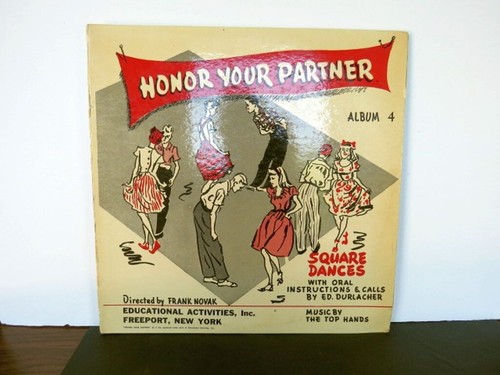 HONOR YOUR PARTNER
ALBUM 4
SQUARE
DANCES
WITH ORAL
INSTRUCTIONS & CALLS
BY ED. DURLACHER
Directed by FRANK NOVAK
EDUCATIONAL ACTIVITIES, Inc.
FREEPORT, NEW YORK
MUSIC BY
THE TOP HANDS